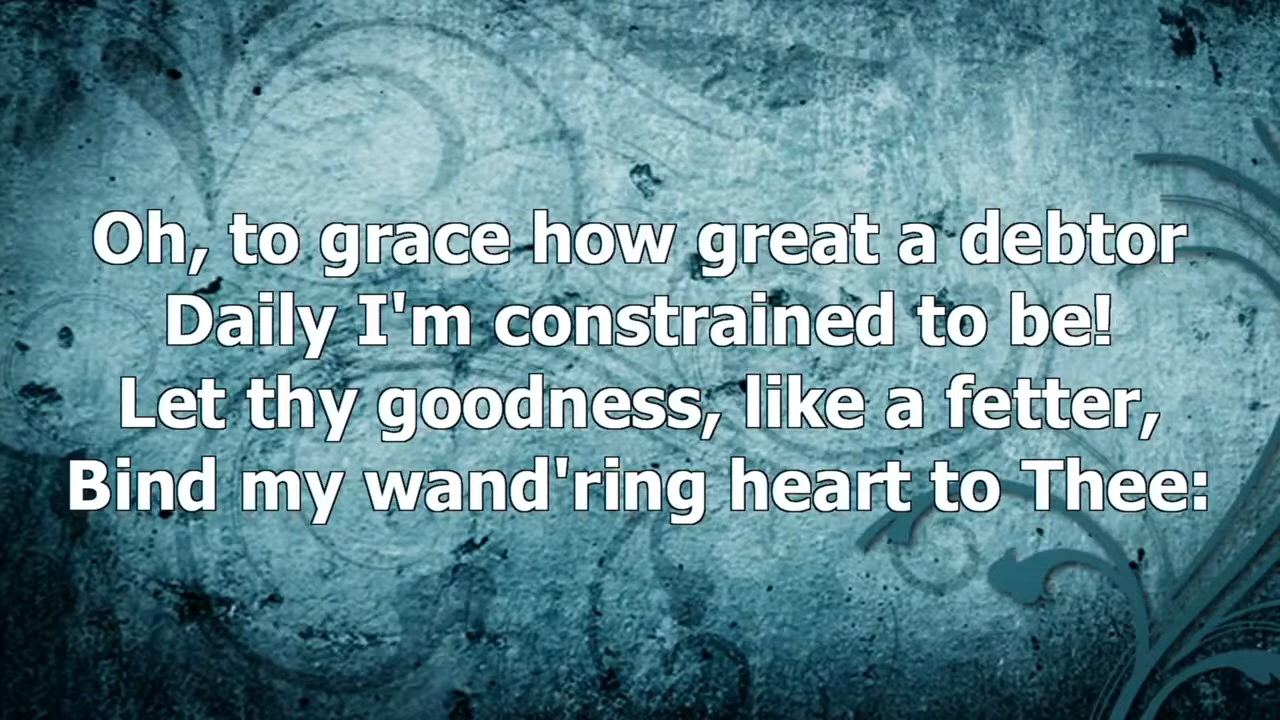 Oh, to grace how great a debtor
Daily I'm constrained to be!
Let thy goodness, like a fetter,
Bind my wand'ring heart to Thee: